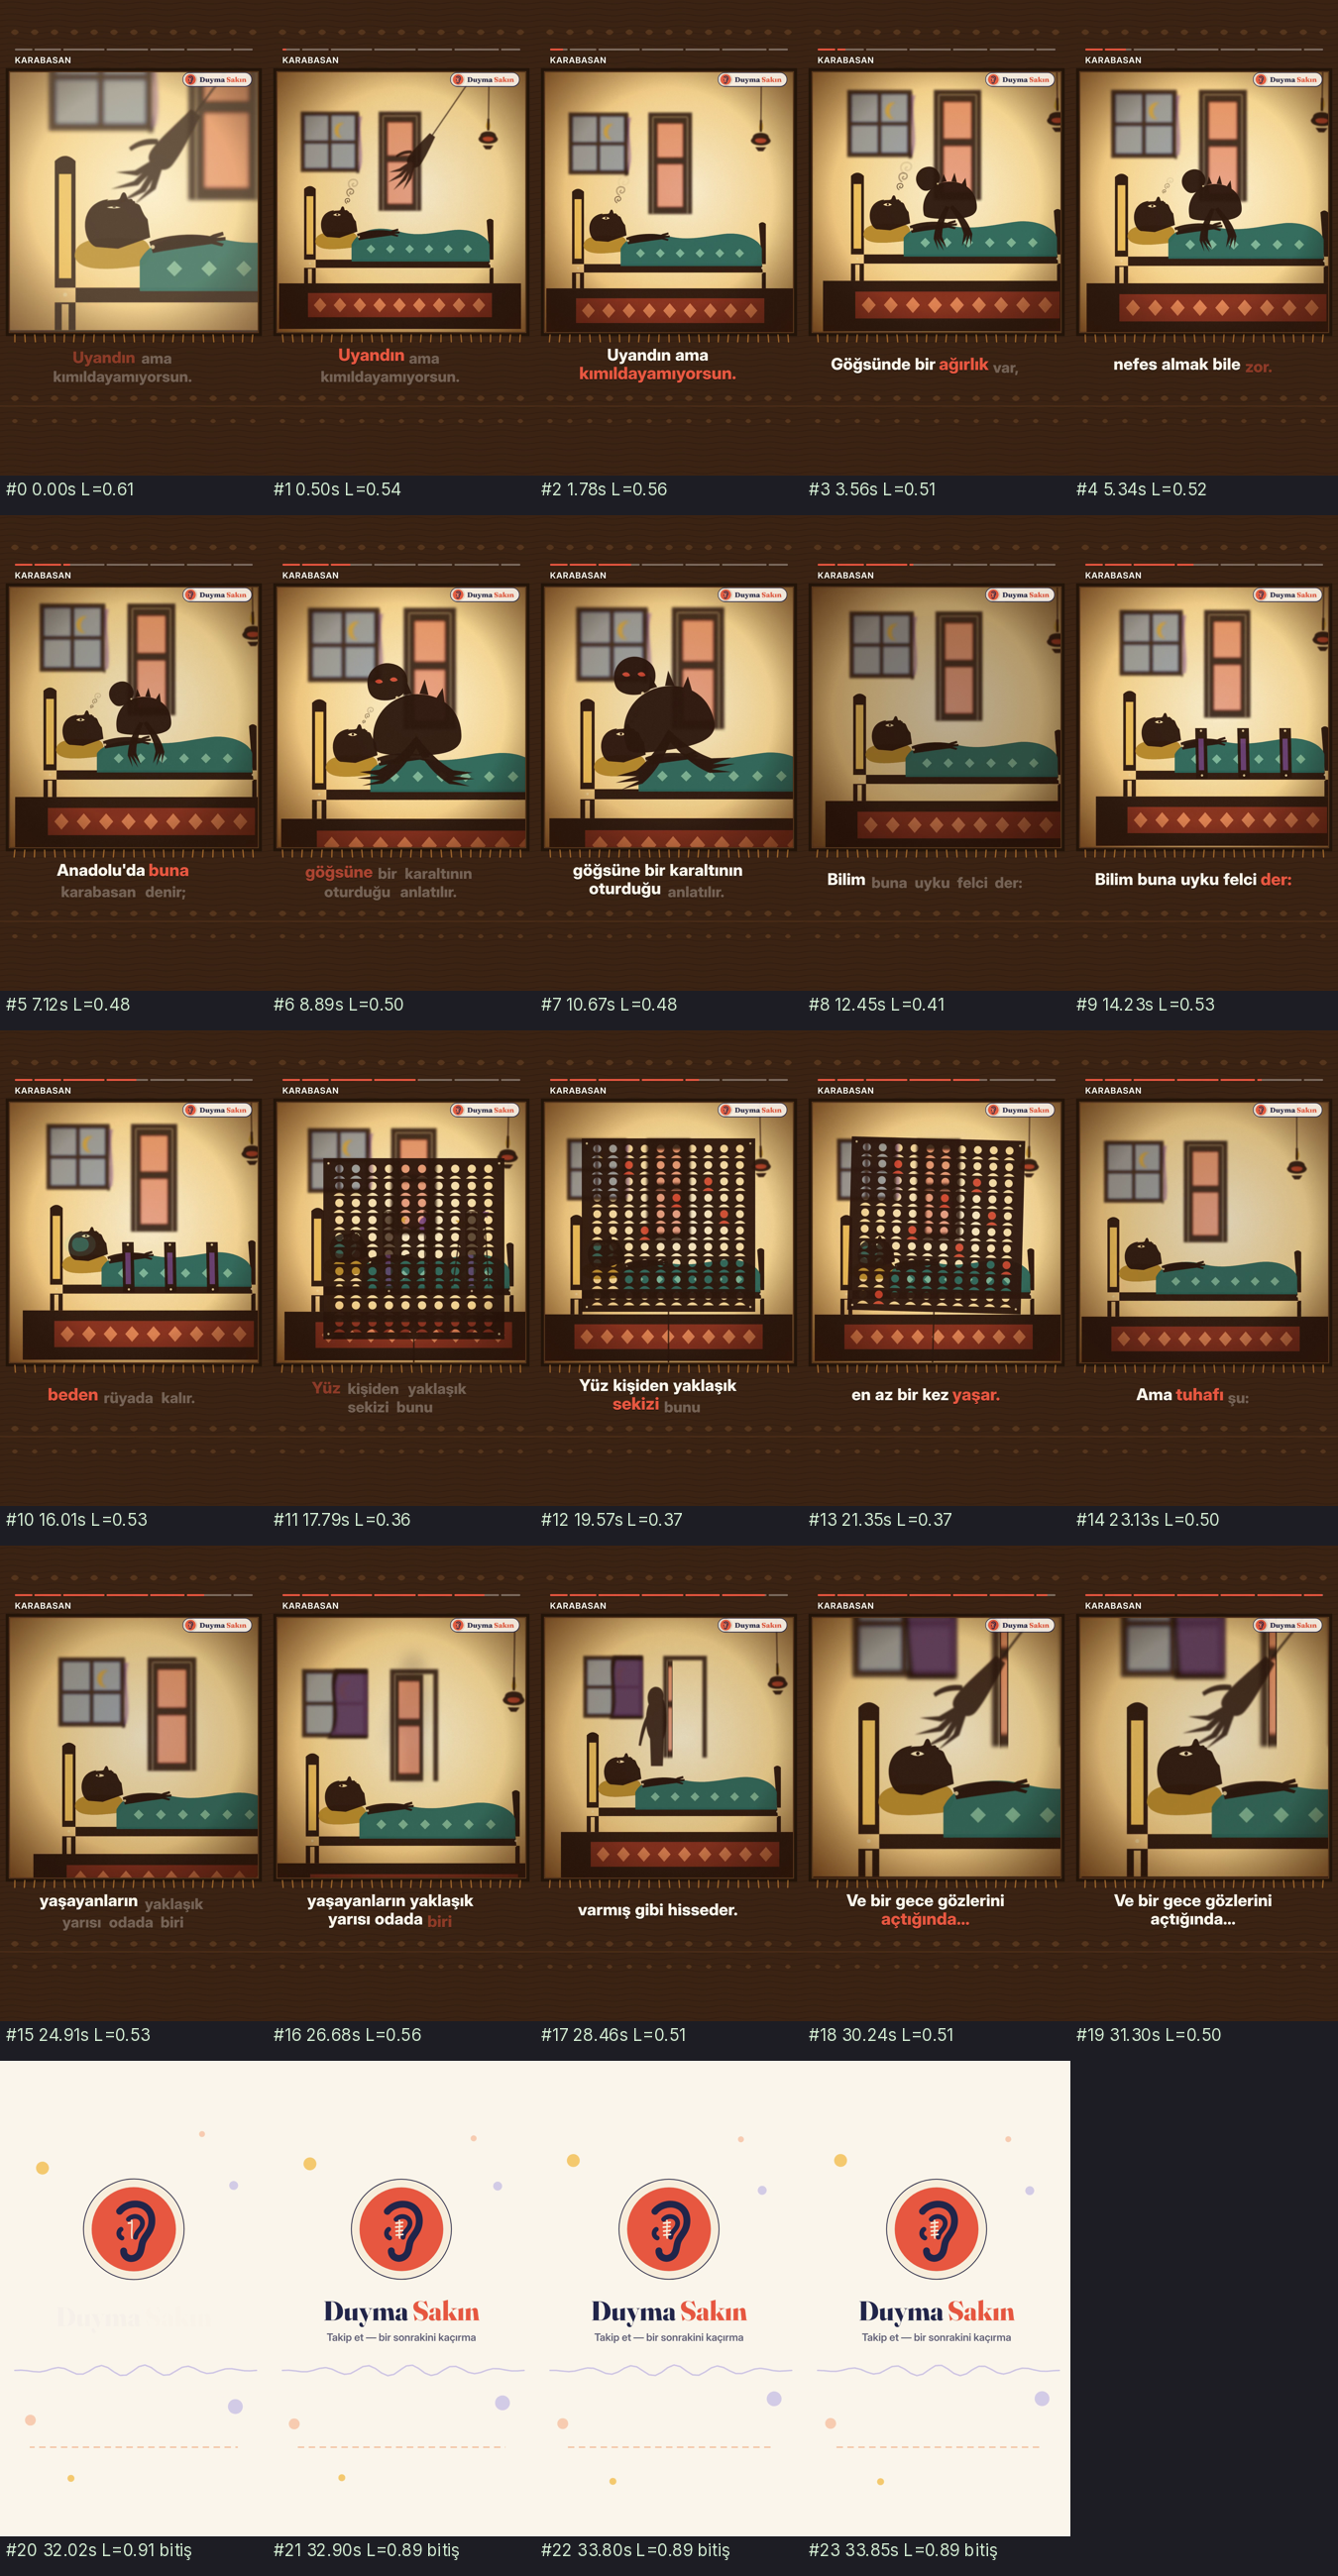 KARABASAN
Duyma Sakın
Uyandın ama
kımıldayamıyorsun.
#0 0.00s L=0.61
KARABASAN
Duyma Sakın
Uyandın ama
kımıldayamıyorsun.
#1 0.50s L=0.54
KARABASAN
Duyma Sakın
Uyandın ama
kımıldayamıyorsun.
#2 1.78s L=0.56
KARABASAN
Duyma Sakın
Göğsünde bir ağırlık var,
#3 3.56s L=0.51
KARABASAN
Duyma Sakın
nefes almak bile zor.
#4 5.34s L=0.52
KARABASAN
Duyma Sakın
Anadolu'da buna
karabasan denir;
#5 7.12s L=0.48
KARABASAN
Duyma Sakın
göğsüne bir karaltının
oturduğu anlatılır.
#6 8.89s L=0.50
KARABASAN
Duyma Sakın
göğsüne bir karaltının
oturduğu anlatılır.
#7 10.67s L=0.48
KARABASAN
Duyma Sakın
Bilim buna uyku felci der:
#8 12.45s L=0.41
KARABASAN
Duyma Sakın
Bilim buna uyku felci der:
#9 14.23s L=0.53
KARABASAN
Duyma Sakın
beden rüyada kalır.
#10 16.01s L=0.53
KARABASAN
Duyma Sakın
Yüz kişiden yaklaşık
sekizi bunu
#11 17.79s L=0.36
KARABASAN
Duyma Sakın
Yüz kişiden yaklaşık
sekizi bunu
#12 19.57s L=0.37
KARABASAN
Duyma Sakın
en az bir kez yaşar.
#13 21.35s L=0.37
KARABASAN
Duyma Sakın
Ama tuhafı şu:
#14 23.13s L=0.50
KARABASAN
Duyma Sakın
yaşayanların yaklaşık
yarısı odada biri
#15 24.91s L=0.53
KARABASAN
Duyma Sakın
yaşayanların yaklaşık
yarısı odada biri
#16 26.68s L=0.56
KARABASAN
Duyma Sakın
varmış gibi hisseder.
#17 28.46s L=0.51
KARABASAN
Duyma Sakın
Ve bir gece gözlerini
açtığında...
#18 30.24s L=0.51
KARABASAN
Duyma Sakın
Ve bir gece gözlerini
açtığında...
#19 31.30s L=0.50
Duyma
#20 32.02s L=0.91 bitiş
Duyma Sakın
Takip et — bir sonrakini kaçırma
#21 32.90s L=0.89 bitiş
Duyma Sakın
Takip et — bir sonrakini kaçırma
#22 33.80s L=0.89 bitiş
Duyma Sakın
Takip et — bir sonrakini kaçırma
#23 33.85s L=0.89 bitiş